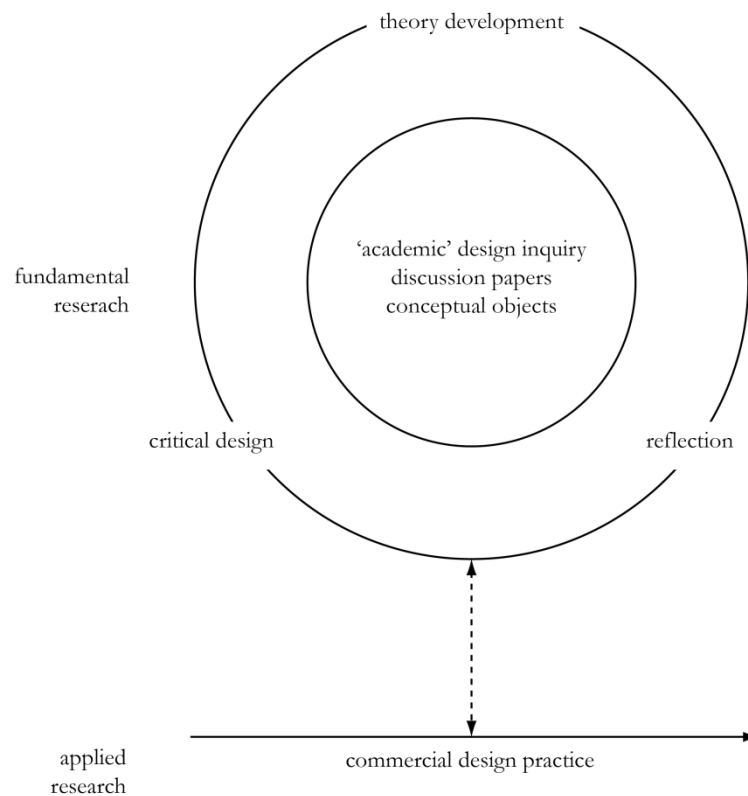 theory development
‘academic’ design inquiry
discussion papers
conceptual objects
fundamental
reserach
critical design
reflection
commercial design practice
applied
research